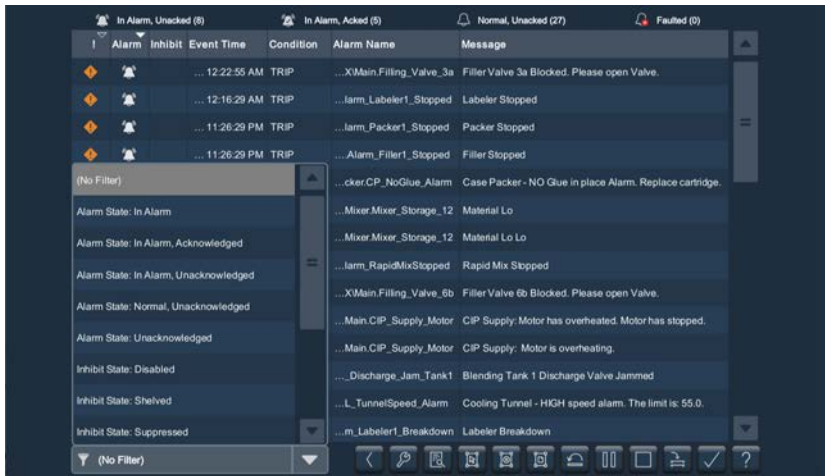 In Alarm, Unacked (8) In Alarm, Acked (5) Normal, Unacked (27) Faulted (0)
! Alarm Inhibit Event Time Condition Alarm Name Message
... 12:22:55 AM TRIP ...X\Main.Filling_Valve_3a Filler Valve 3a Blocked. Please open Valve.
... 12:16:29 AM TRIP ...larm_Labeler1_Stopped Labeler Stopped
... 11:26:29 PM TRIP ...larm_Packer1_Stopped Packer Stopped
... 11:26:29 PM TRIP ....Alarm_Filler1_Stopped Filler Stopped
(No Filter) ...cker.CP_NoGlue_Alarm Case Packer - NO Glue in place Alarm. Replace cartridge.
Alarm State: In Alarm ...Mixer.Mixer_Storage_12 Material Lo
Alarm State: In Alarm, Acknowledged ...Mixer.Mixer_Storage_12 Material Lo Lo
Alarm State: In Alarm, Unacknowledged ...larm_RapidMixStopped Rapid Mix Stopped
Alarm State: Normal, Unacknowledged ...X\Main.Filling_Valve_6b Filler Valve 6b Blocked. Please open Valve.
Alarm State: Unacknowledged ...Main.CIP_Supply_Motor CIP Supply: Motor has overheated. Motor has stopped.
...Main.CIP_Supply_Motor CIP Supply: Motor is overheating.
Inhibit State: Disabled ..._Discharge_Jam_Tank1 Blending Tank 1 Discharge Valve Jammed
Inhibit State: Shelved ...L_TunnelSpeed_Alarm Cooling Tunnel - HIGH speed alarm. The limit is: 55.0.
Inhibit State: Suppressed ...m_Labeler1_Breakdown Labeler Breakdown
(No Filter) ?